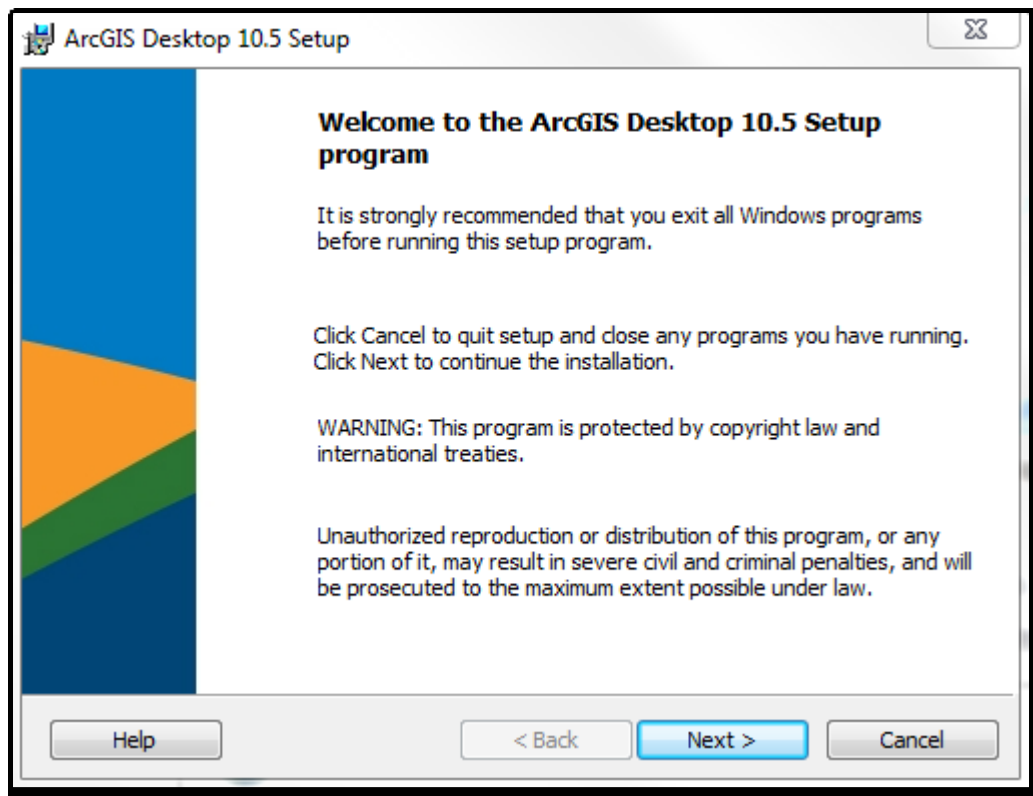 ArcGIS Desktop 10.5 Setup
Welcome to the ArcGIS Desktop 10.5 Setup
program
It is strongly recommended that you exit all Windows programs
before running this setup program.
Click Cancel to quit setup and close any programs you have running.
Click Next to continue the installation.
WARNING: This program is protected by copyright law and
international treaties.
Unauthorized reproduction or distribution of this program, or any
portion of it, may result in severe civil and criminal penalties, and will
be prosecuted to the maximum extent possible under law.
Help
< Back
Next >
Cancel